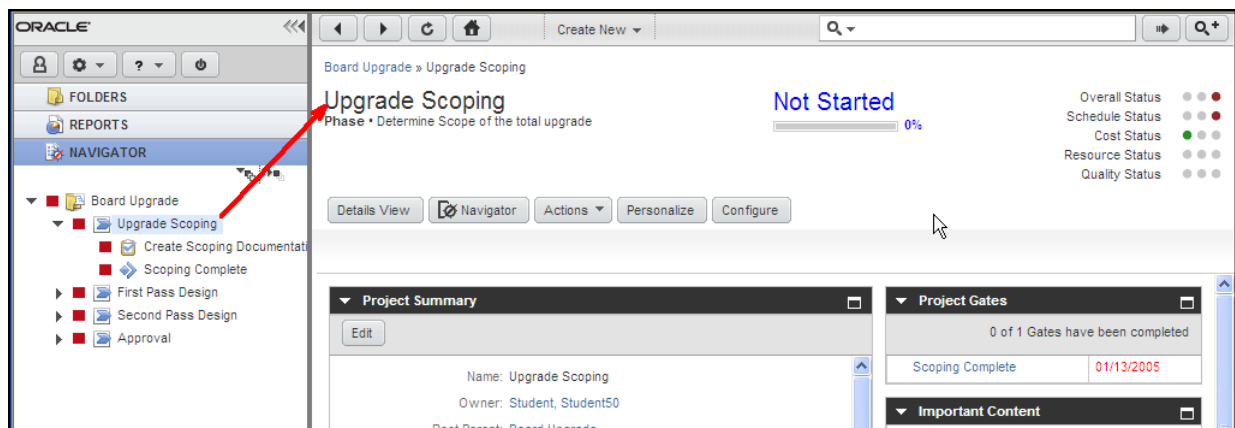 ORACLE
Create New
FOLDERS
REPORTS
NAVIGATOR
Board Upgrade
Upgrade Scoping
Create Scoping Documentati
Scoping Complete
First Pass Design
Second Pass Design
Approval
Board Upgrade » Upgrade Scoping
Upgrade Scoping
Phase • Determine Scope of the total upgrade
Not Started
0%
Overall Status
Schedule Status
Cost Status
Resource Status
Quality Status
Details View Navigator Actions Personalize Configure
Project Summary
Edit
Name: Upgrade Scoping
Owner: Student, Student50
Root Parent: Board Upgrade
Project Gates
0 of 1 Gates have been completed
Scoping Complete 01/13/2005
Important Content